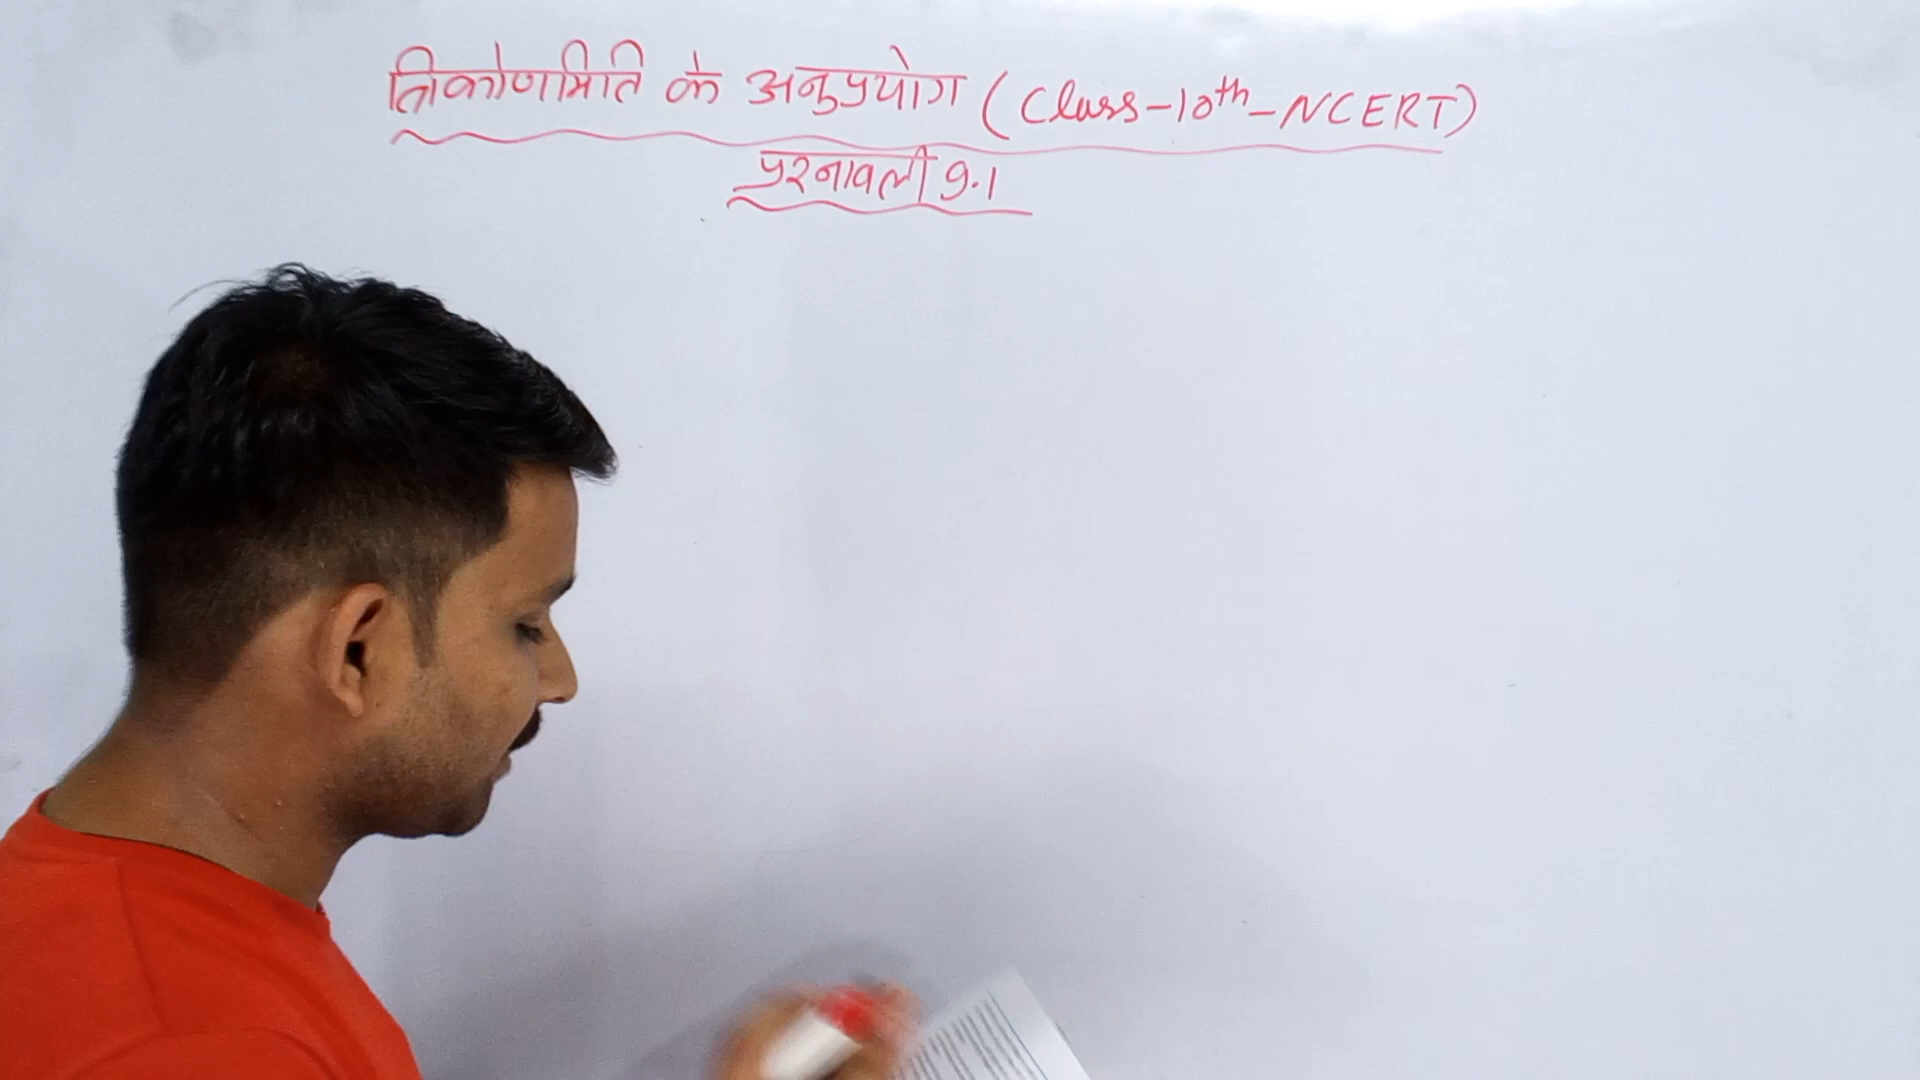 त्रिकोणमिति के अनुप्रयोग (Class-10th-NCERT)
प्रश्नावली 9.1